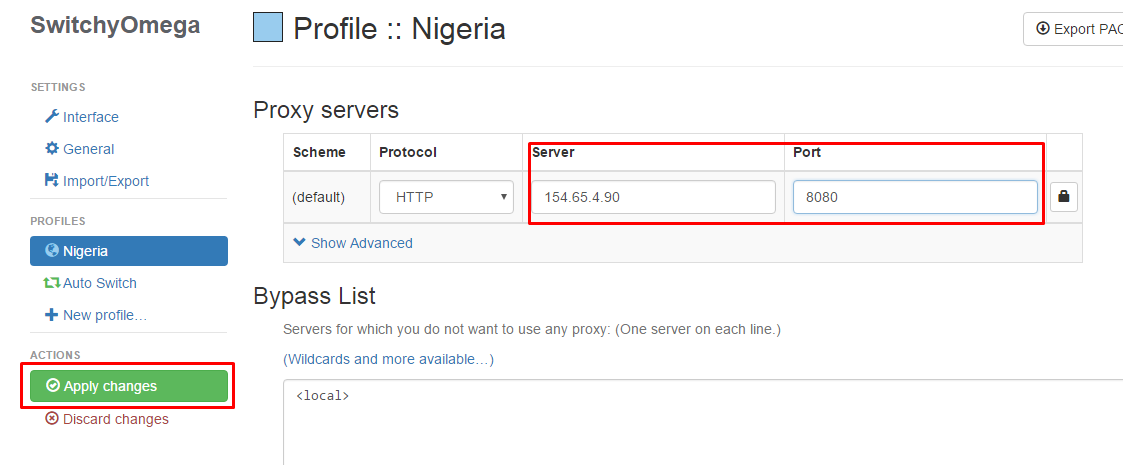 SwitchyOmega
Profile :: Nigeria
Export PAC
SETTINGS
Interface
General
Import/Export
PROFILES
Nigeria
Auto Switch
New profile…
ACTIONS
Apply changes
Discard changes
Proxy servers
Scheme Protocol Server Port
(default) HTTP 154.65.4.90 8080
Show Advanced
Bypass List
Servers for which you do not want to use any proxy: (One server on each line.)
(Wildcards and more available…)
<local>